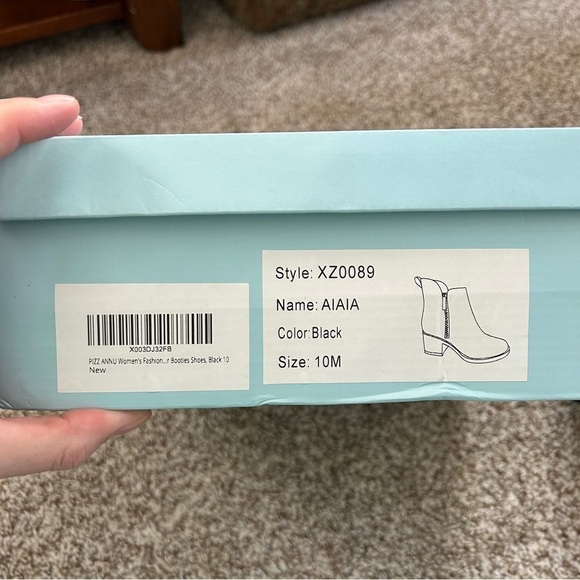 X003DJ32FB
PIZZ ANNU Women's Fashion...r Booties Shoes, Black 10
New
Style: XZ0089
Name: AIAIA
Color:Black
Size: 10M